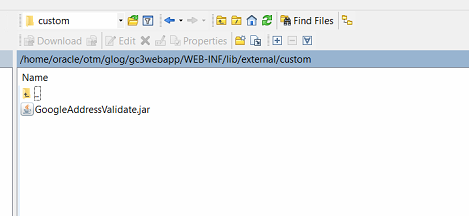 custom
Find Files
Download
Edit
Properties
/home/oracle/otm/glog/gc3webapp/WEB-INF/lib/external/custom
Name
..
GoogleAddressValidate.jar